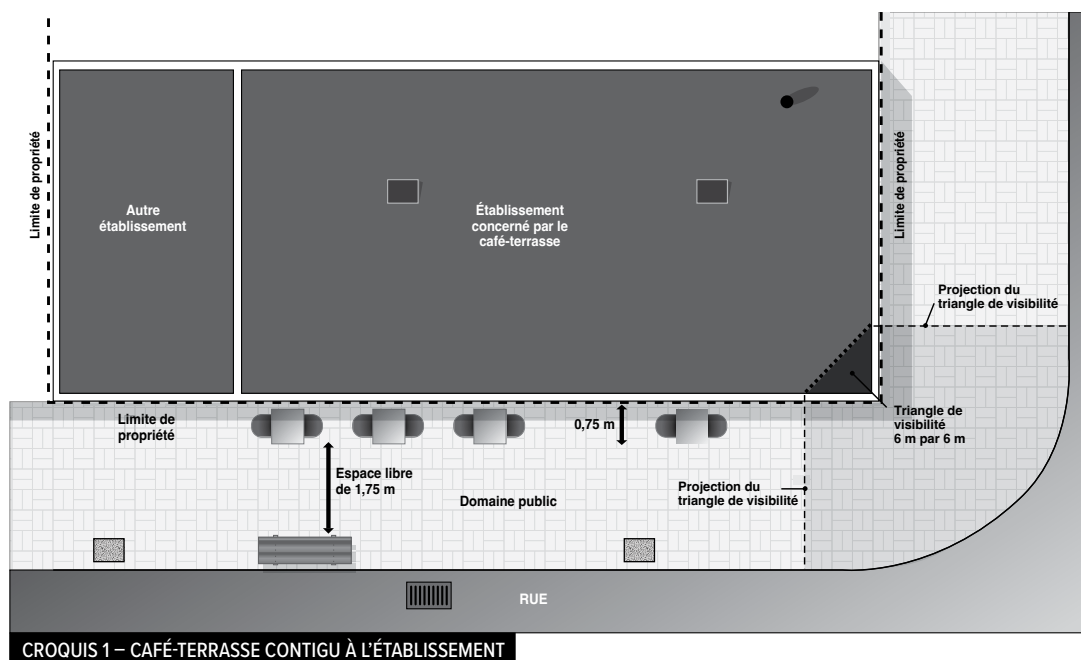 Limite de propriété
Autre
établissement
Établissement
concerné par le
café-terrasse
Limite de propriété
Projection du
triangle de visibilité
Triangle de
visibilité
6 m par 6 m
Limite de
propriété
0,75 m
Espace libre
de 1,75 m
Domaine public
Projection du
triangle de visibilité
RUE
CROQUIS 1 – CAFÉ-TERRASSE CONTIGU À L'ÉTABLISSEMENT